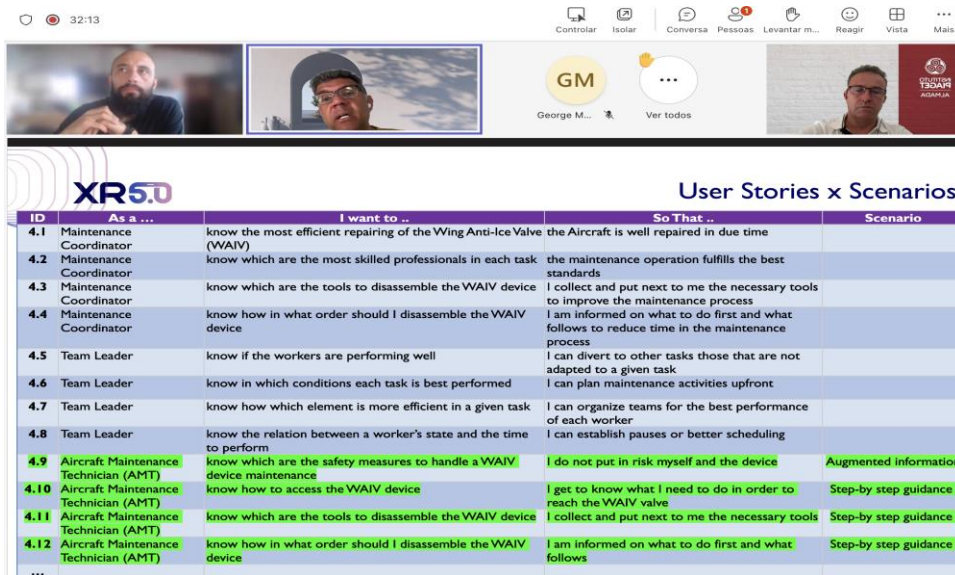 32:13
Controlar Isolar Conversa Pessoas 1 Levantar m... Reagir Vista Mais
GM
George M...
Ver todos
INSTITUTO
PIAGET
ALMADA
XR5.0
User Stories x Scenarios
ID As a ... I want to .. So That .. Scenario
4.1 Maintenance know the most efficient repairing of the Wing Anti-Ice Valve the Aircraft is well repaired in due time
Coordinator (WAIV)
4.2 Maintenance know which are the most skilled professionals in each task the maintenance operation fulfills the best
Coordinator standards
4.3 Maintenance know which are the tools to disassemble the WAIV device I collect and put next to me the necessary tools
Coordinator to improve the maintenance process
4.4 Maintenance know how in what order should I disassemble the WAIV I am informed on what to do first and what
Coordinator device follows to reduce time in the maintenance
process
4.5 Team Leader know if the workers are performing well I can divert to other tasks those that are not
adapted to a given task
4.6 Team Leader know in which conditions each task is best performed I can plan maintenance activities upfront
4.7 Team Leader know how which element is more efficient in a given task I can organize teams for the best performance
of each worker
4.8 Team Leader know the relation between a worker's state and the time I can establish pauses or better scheduling
to perform
4.9 Aircraft Maintenance know which are the safety measures to handle a WAIV I do not put in risk myself and the device Augmented information
Technician (AMT) device maintenance
4.10 Aircraft Maintenance know how to access the WAIV device I get to know what I need to do in order to Step-by step guidance
Technician (AMT) reach the WAIV valve
4.11 Aircraft Maintenance know which are the tools to disassemble the WAIV device I collect and put next to me the necessary tools Step-by step guidance
Technician (AMT)
4.12 Aircraft Maintenance know how in what order should I disassemble the WAIV I am informed on what to do first and what Step-by step guidance
Technician (AMT) device follows
...